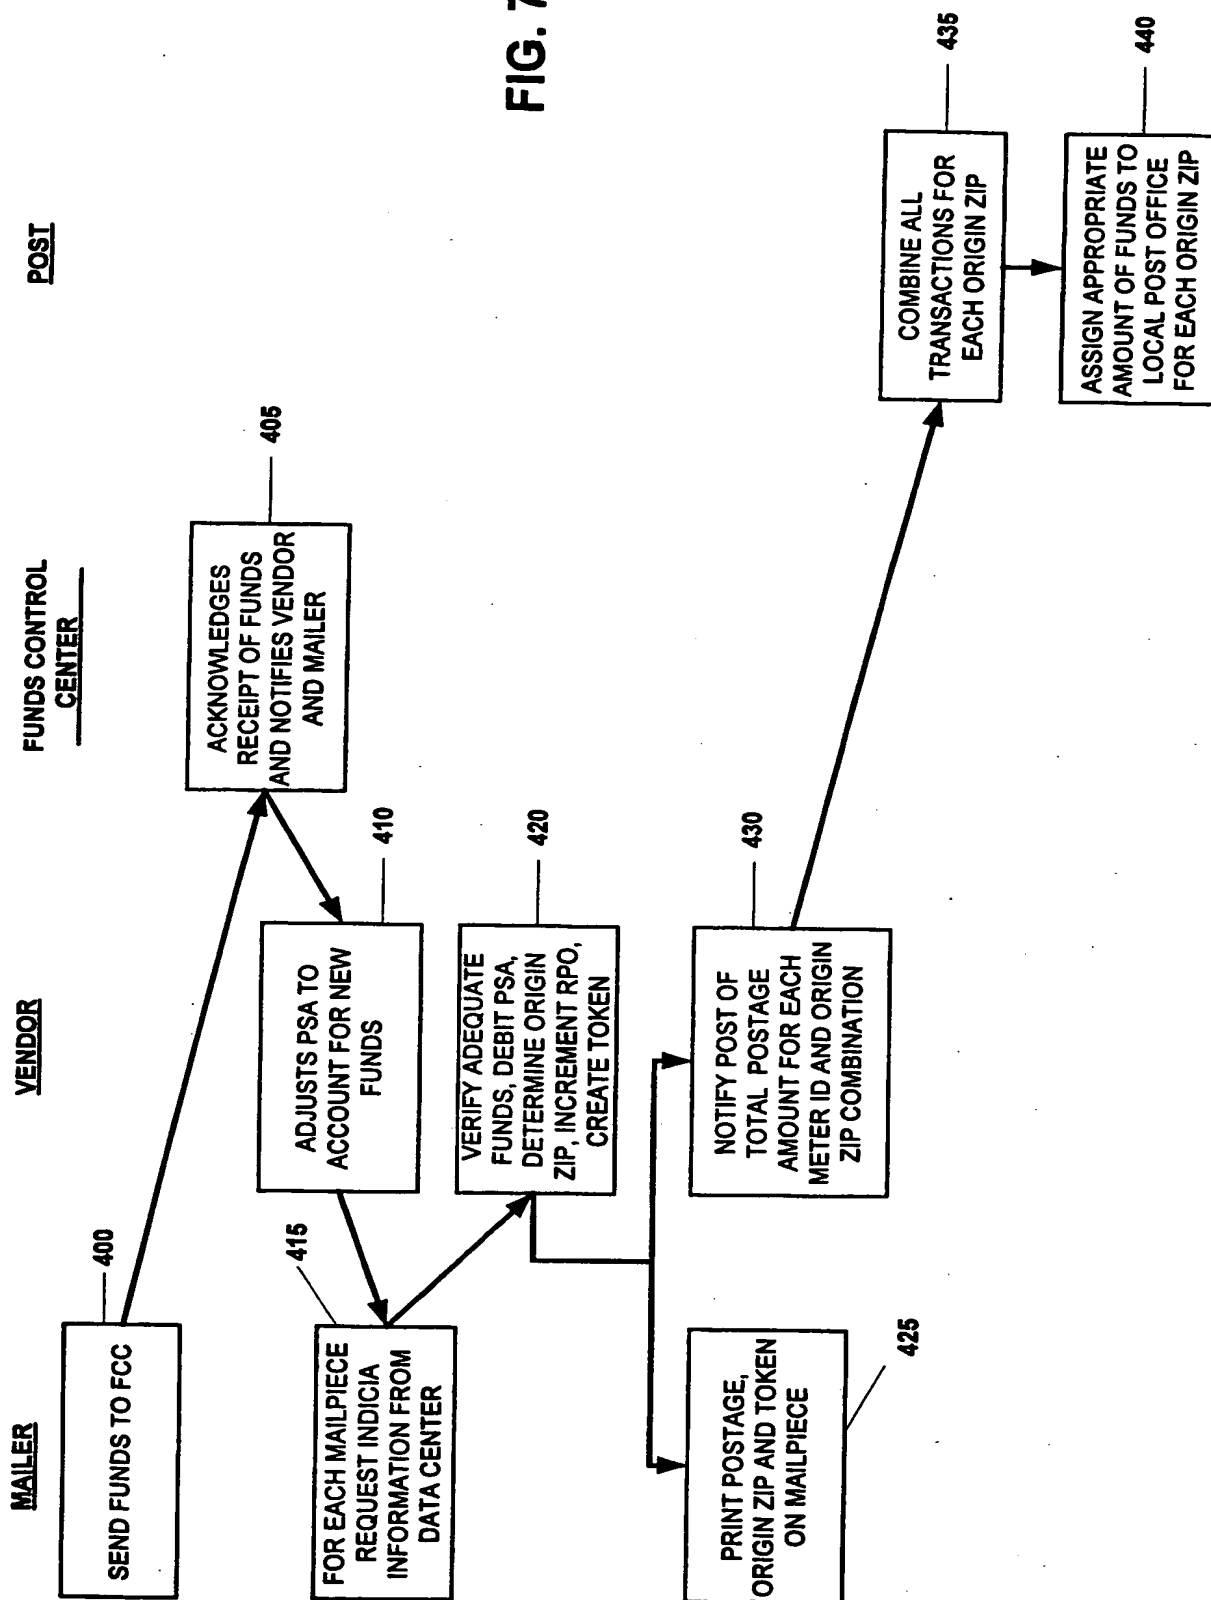 MAILER
VENDOR
FUNDS CONTROL
CENTER
POST
400
SEND FUNDS TO FCC
405
ACKNOWLEDGES
RECEIPT OF FUNDS
AND NOTIFIES VENDOR
AND MAILER
410
ADJUSTS PSA TO
ACCOUNT FOR NEW
FUNDS
415
FOR EACH MAILPIECE
REQUEST INDICIA
INFORMATION FROM
DATA CENTER
420
VERIFY ADEQUATE
FUNDS, DEBIT PSA,
DETERMINE ORIGIN
ZIP, INCREMENT RPO,
CREATE TOKEN
425
PRINT POSTAGE,
ORIGIN ZIP AND TOKEN
ON MAILPIECE
430
NOTIFY POST OF
TOTAL POSTAGE
AMOUNT FOR EACH
METER ID AND ORIGIN
ZIP COMBINATION
435
COMBINE ALL
TRANSACTIONS FOR
EACH ORIGIN ZIP
440
ASSIGN APPROPRIATE
AMOUNT OF FUNDS TO
LOCAL POST OFFICE
FOR EACH ORIGIN ZIP
FIG. 7